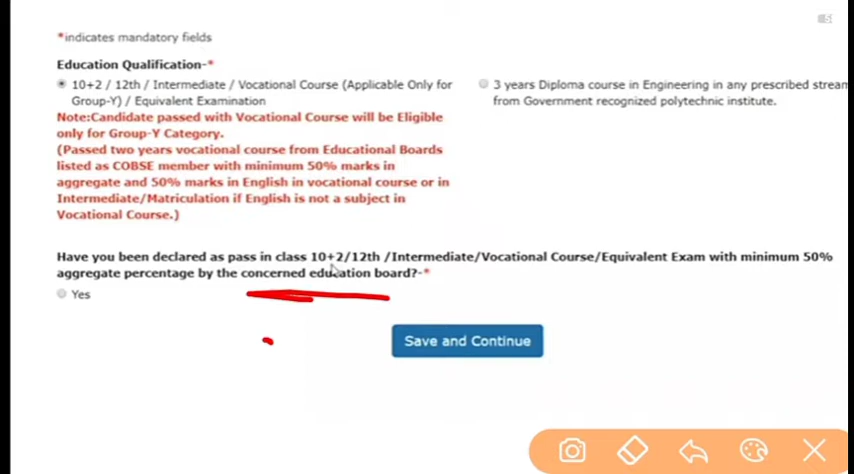 *indicates mandatory fields
Education Qualification-*
10+2 / 12th / Intermediate / Vocational Course (Applicable Only for
Group-Y) / Equivalent Examination
3 years Diploma course in Engineering in any prescribed stream
from Government recognized polytechnic institute.
Note:Candidate passed with Vocational Course will be Eligible
only for Group-Y Category.
(Passed two years vocational course from Educational Boards
listed as COBSE member with minimum 50% marks in
aggregate and 50% marks in English in vocational course or in
Intermediate/Matriculation if English is not a subject in
Vocational Course.)
Have you been declared as pass in class 10+2/12th /Intermediate/Vocational Course/Equivalent Exam with minimum 50%
aggregate percentage by the concerned education board?-*
Yes
Save and Continue